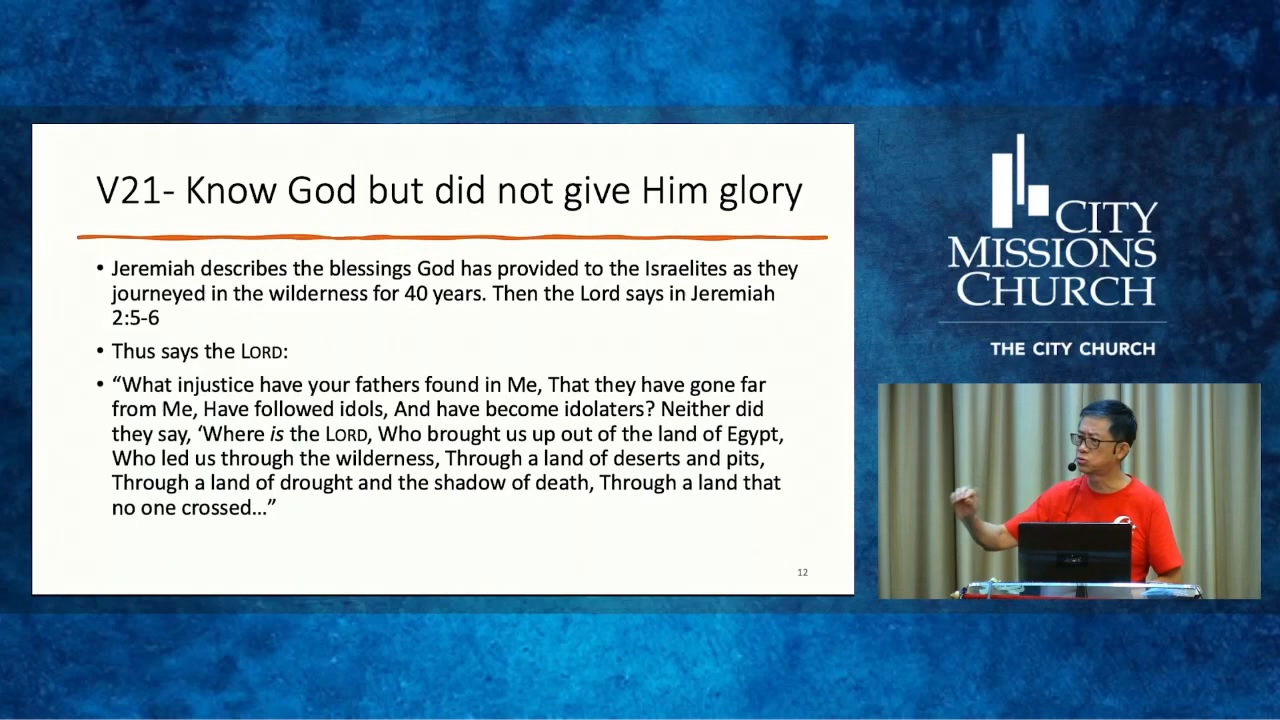 V21- Know God but did not give Him glory
• Jeremiah describes the blessings God has provided to the Israelites as they
journeyed in the wilderness for 40 years. Then the Lord says in Jeremiah
2:5-6
• Thus says the LORD:
• “What injustice have your fathers found in Me, That they have gone far
from Me, Have followed idols, And have become idolaters? Neither did
they say, ‘Where is the LORD, Who brought us up out of the land of Egypt,
Who led us through the wilderness, Through a land of deserts and pits,
Through a land of drought and the shadow of death, Through a land that
no one crossed…”
12
CITY
MISSIONS
CHURCH
THE CITY CHURCH